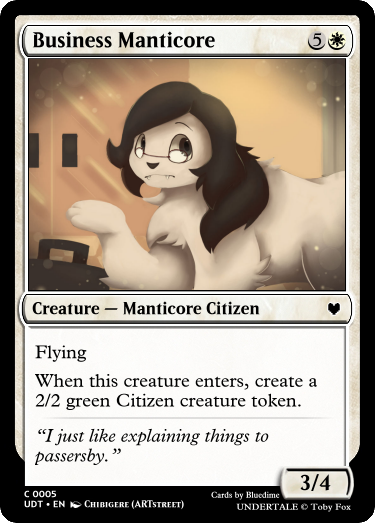 Business Manticore 5
Creature — Manticore Citizen
Flying
When this creature enters, create a
2/2 green Citizen creature token.
“I just like explaining things to
passersby.”
3/4
C 0005
UDT • EN Chibigere (ARTstreet)
Cards by Bluedime
UNDERTALE © Toby Fox